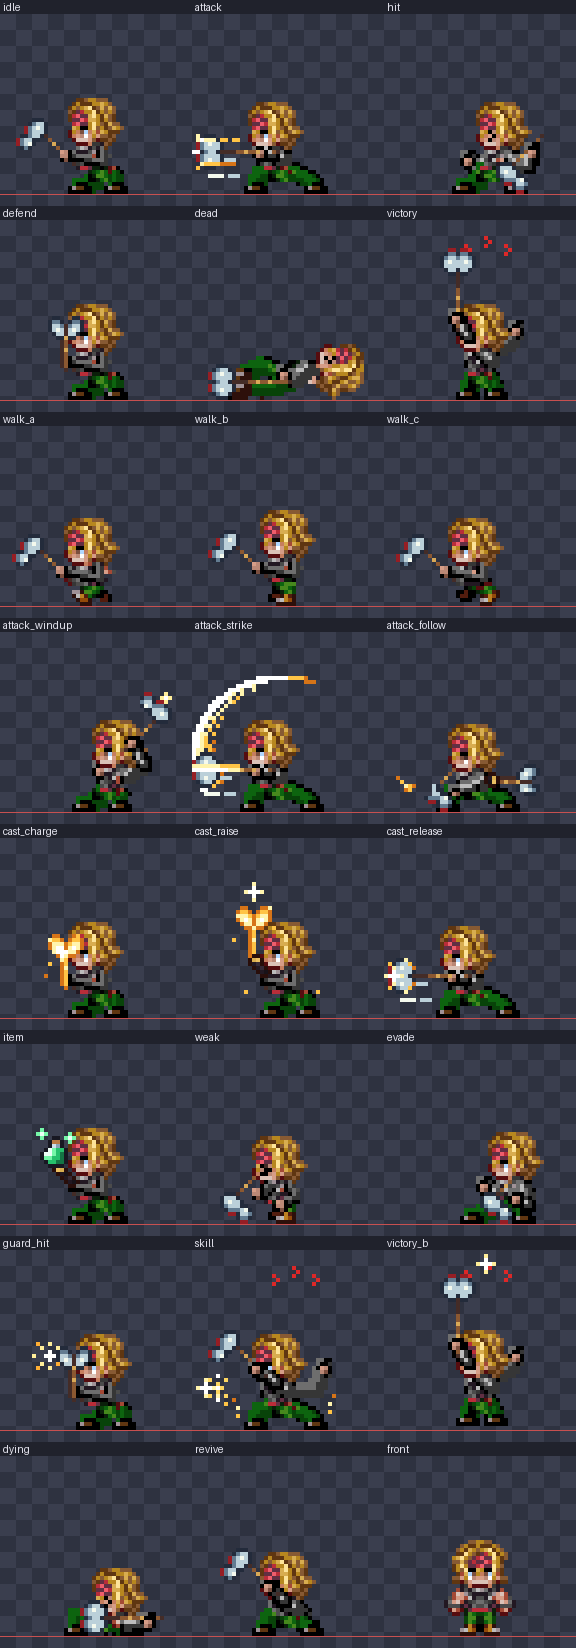 idle attack hit
defend dead victory
walk_a walk_b walk_c
attack_windup attack_strike attack_follow
cast_charge cast_raise cast_release
item weak evade
guard_hit skill victory_b
dying revive front